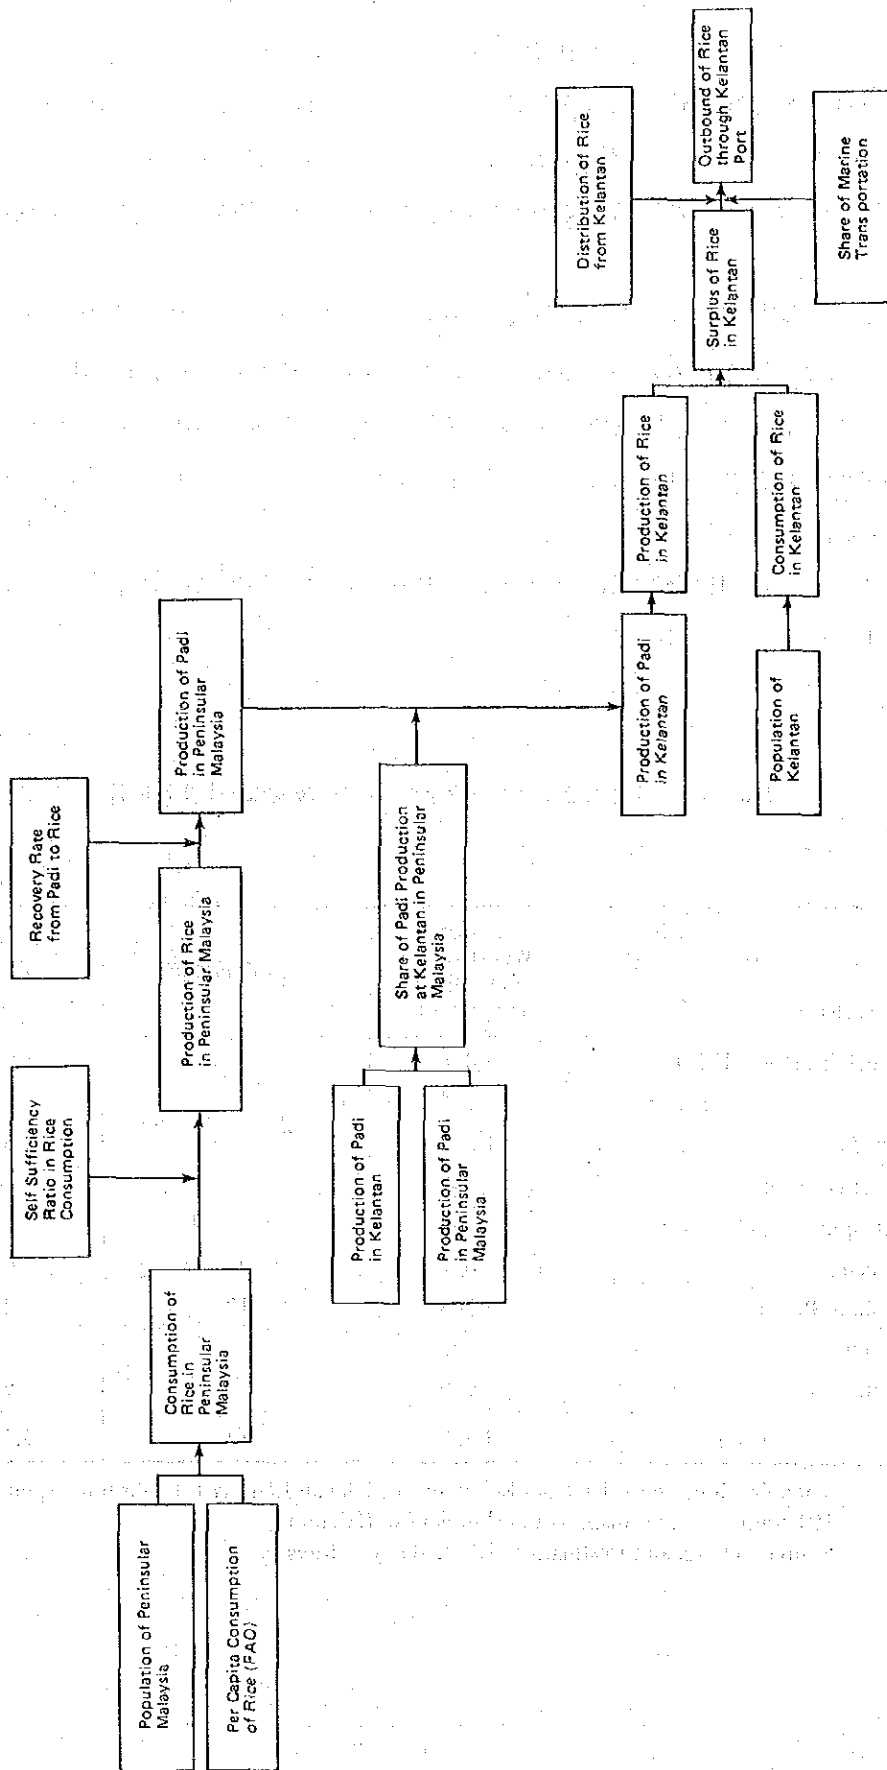 Population of Peninsular
Malaysia
Per Capita Consumption
of Rice (FAO)
Consumption of
Rice in
Peninsular
Malaysia
Self Sufficiency
Ratio in Rice
Consumption
Production of Rice
in Peninsular Malaysia
Recovery Rate
from Padi to Rice
Production of Padi
in Peninsular
Malaysia
Production of Padi
in Kelantan
Production of Padi
in Peninsular
Malaysia
Share of Padi Production
at Kelantan in Peninsular
Malaysia
Production of Padi
in Kelantan
Production of Rice
in Kelantan
Population of
Kelantan
Consumption of Rice
in Kelantan
Surplus of Rice
in Kelantan
Distribution of Rice
from Kelantan
Share of Marine
Trans portation
Outbound of Rice
through Kelantan
Port